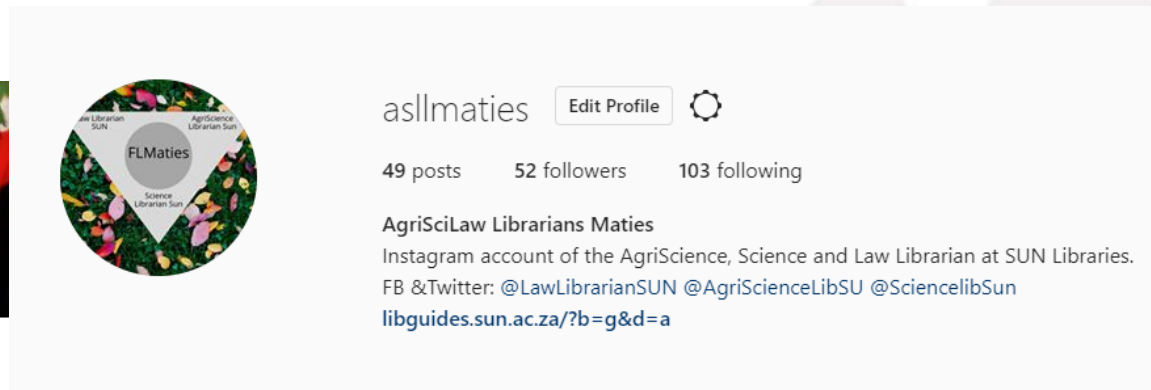 aw Librarian
SUN
AgriScience
Librarian Sun
FLMaties
Science
Librarian Sun
asllmaties Edit Profile
49 posts 52 followers 103 following
AgriSciLaw Librarians Maties
Instagram account of the AgriScience, Science and Law Librarian at SUN Libraries.
FB &Twitter: @LawLibrarianSUN @AgriScienceLibSU @SciencelibSun
libguides.sun.ac.za/?b=g&d=a